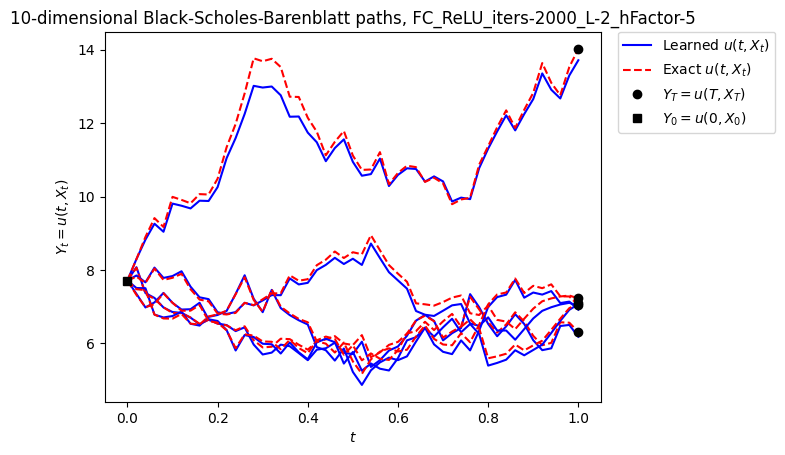 10-dimensional Black-Scholes-Barenblatt paths, FC_ReLU_iters-2000_L-2_hFactor-5
Learned u(t, X_t)
Exact u(t, X_t)
Y_T = u(T, X_T)
Y_0 = u(0, X_0)
Y_t = u(t, X_t)
14
12
10
8
6
0.0 0.2 0.4 0.6 0.8 1.0
t